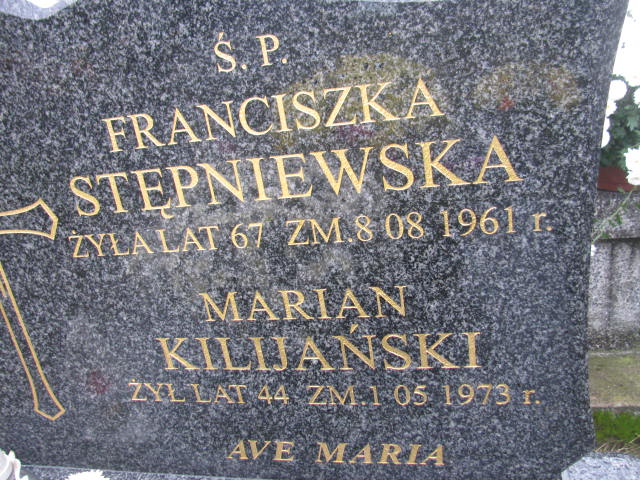 Ś. P.
FRANCISZKA
STĘPNIEWSKA
ŻYŁA LAT 67 ZM. 8 08 1961 r.
MARIAN
KILIJAŃSKI
ŻYŁ LAT 44 ZM. 1 05 1973 r.
AVE MARIA